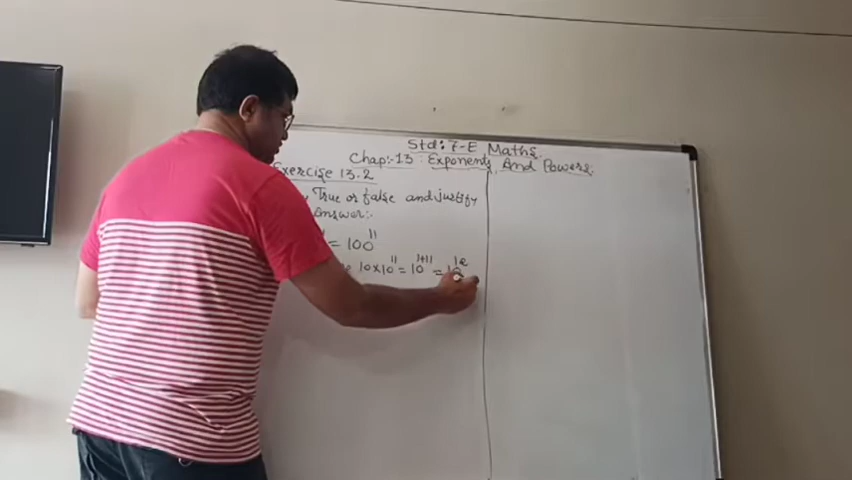 Std:- 7-E Maths.
Chap:-13 : Exponents And Powers.
Exercise 13.2
True or false and justify
Answer:-
= 100¹¹
10×10¹¹ = 10¹⁺¹¹ = 10¹²